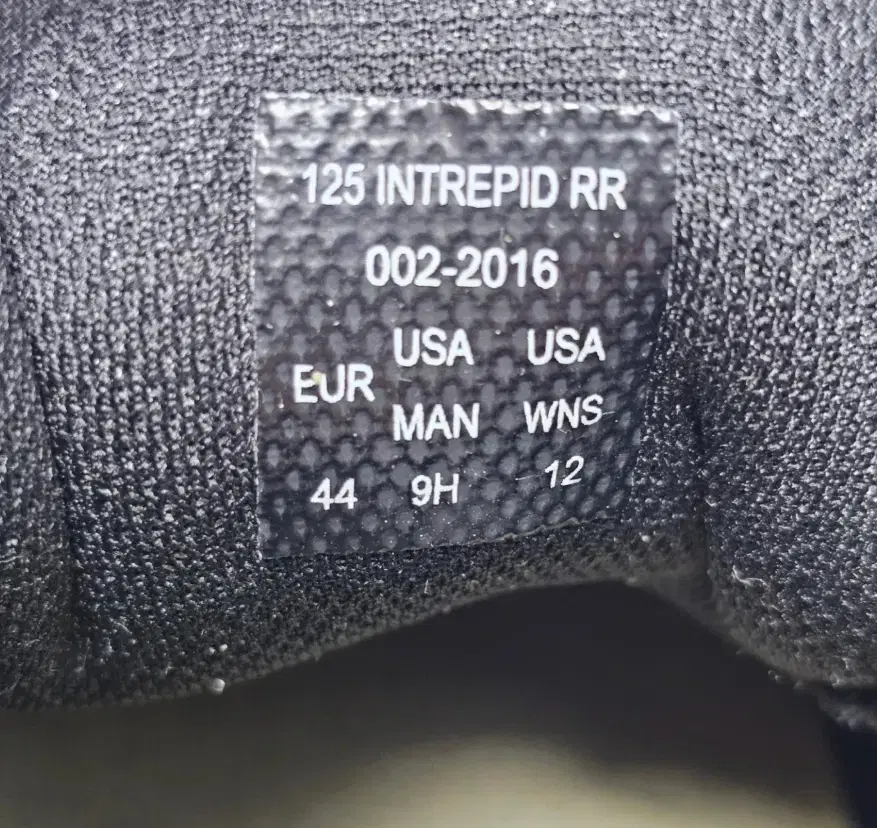 125 INTREPID RR
002-2016
EUR USA MAN USA WNS
44 9H 12